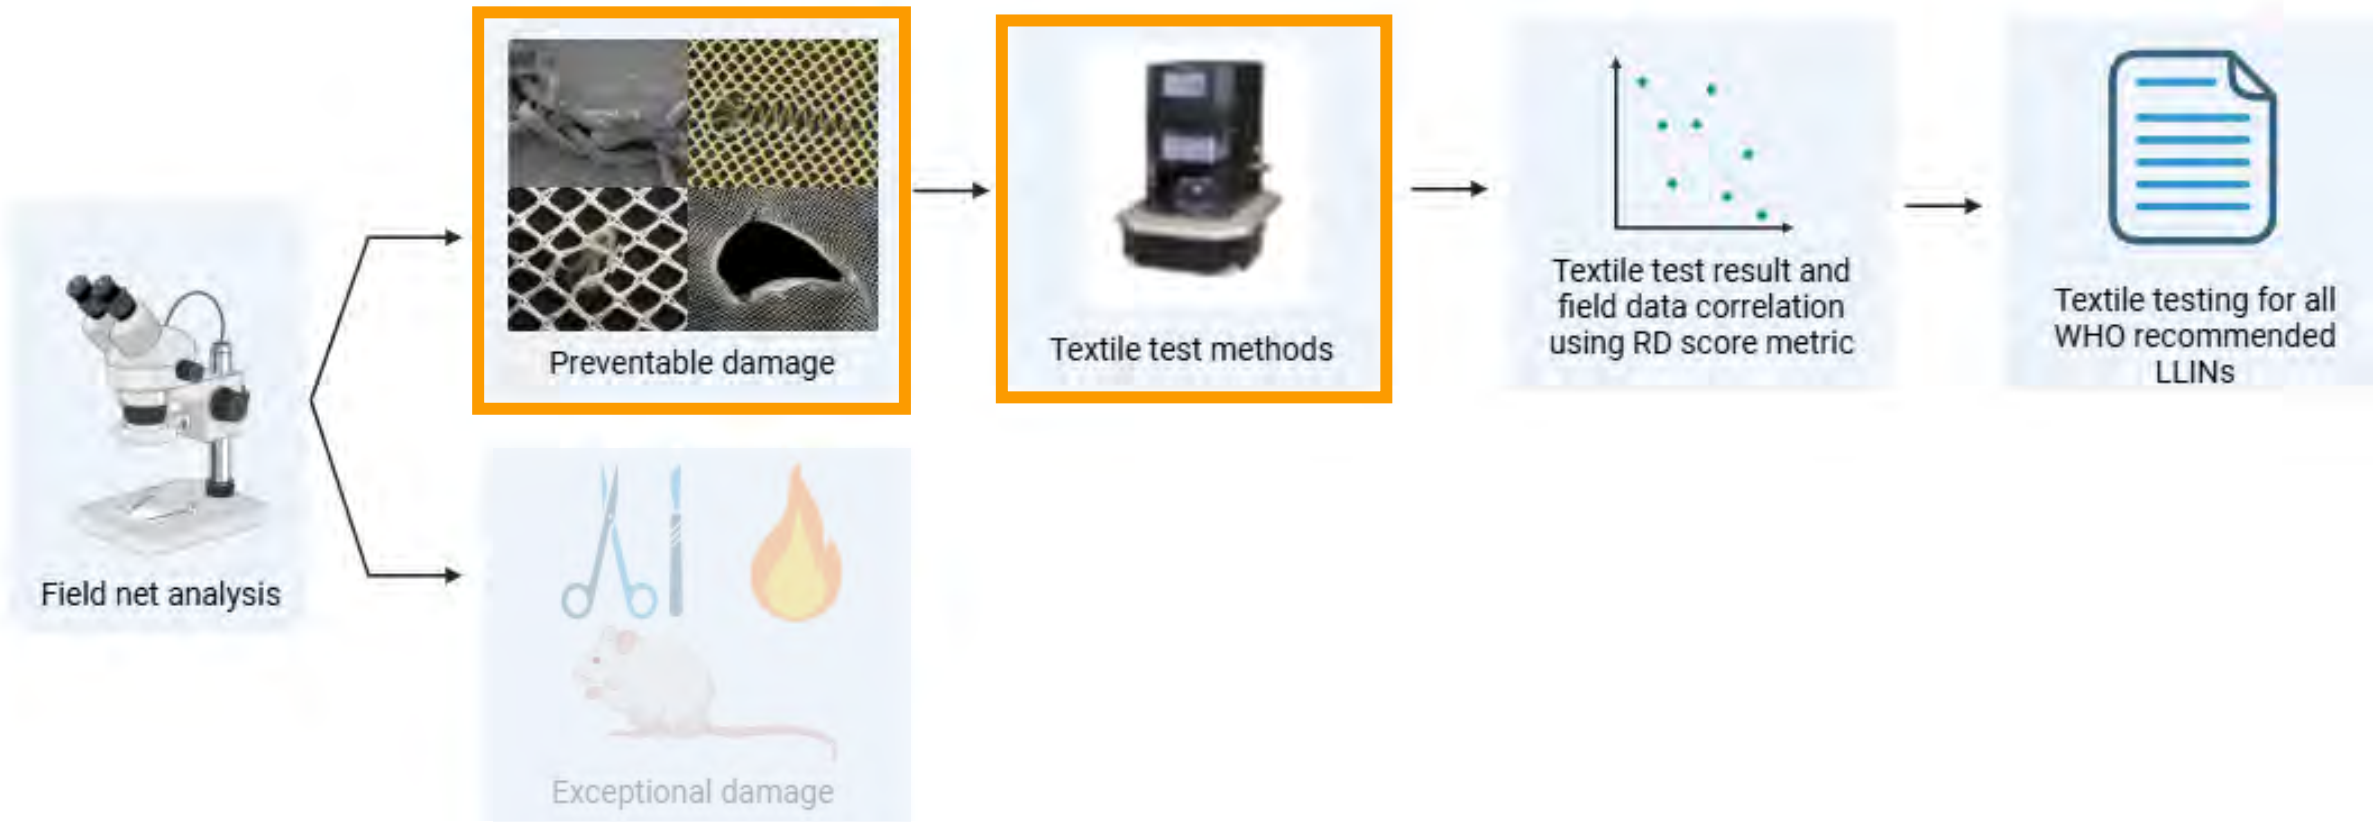 Field net analysis
Preventable damage
Exceptional damage
Textile test methods
Textile test result and
field data correlation
using RD score metric
Textile testing for all
WHO recommended
LLINs